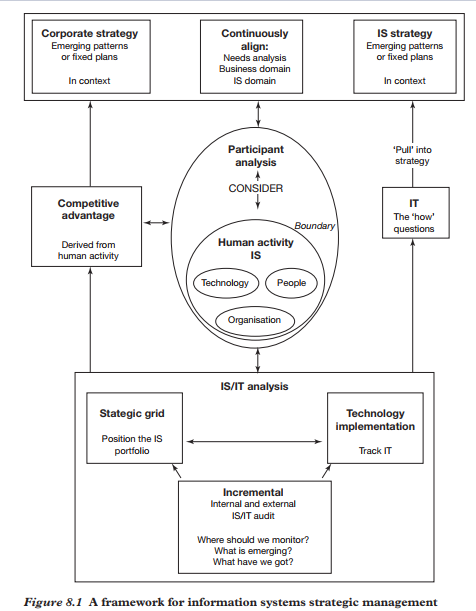 Corporate strategy
Emerging patterns
or fixed plans
In context
Continuously
align:
Needs analysis
Business domain
IS domain
IS strategy
Emerging patterns
or fixed plans
In context
Participant
analysis
CONSIDER
'Pull' into
strategy
Competitive
advantage
Derived from
human activity
Boundary
Human activity
IS
Technology
People
Organisation
IT
The 'how'
questions
IS/IT analysis
Stategic grid
Position the IS
portfolio
Technology
implementation
Track IT
Incremental
Internal and external
IS/IT audit
Where should we monitor?
What is emerging?
What have we got?
Figure 8.1 A framework for information systems strategic management